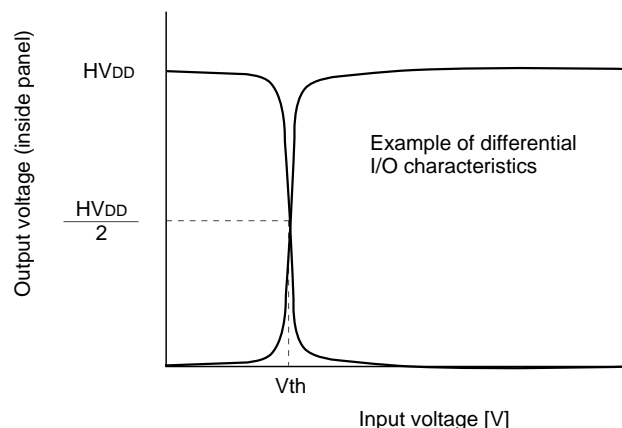 Output voltage (inside panel)
HVDD
HVDD
2
Example of differential
I/O characteristics
Vth
Input voltage [V]